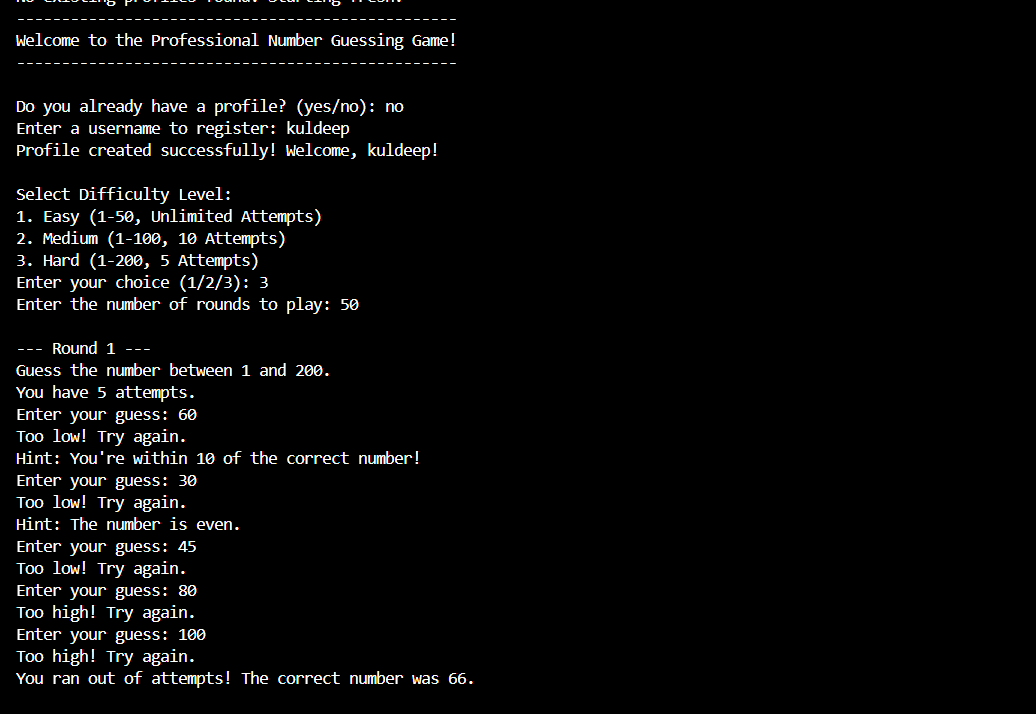 No existing profiles found. Starting fresh.
-------------------------------------------------
Welcome to the Professional Number Guessing Game!
-------------------------------------------------
Do you already have a profile? (yes/no): no
Enter a username to register: kuldeep
Profile created successfully! Welcome, kuldeep!
Select Difficulty Level:
1. Easy (1-50, Unlimited Attempts)
2. Medium (1-100, 10 Attempts)
3. Hard (1-200, 5 Attempts)
Enter your choice (1/2/3): 3
Enter the number of rounds to play: 50
--- Round 1 ---
Guess the number between 1 and 200.
You have 5 attempts.
Enter your guess: 60
Too low! Try again.
Hint: You're within 10 of the correct number!
Enter your guess: 30
Too low! Try again.
Hint: The number is even.
Enter your guess: 45
Too low! Try again.
Enter your guess: 80
Too high! Try again.
Enter your guess: 100
Too high! Try again.
You ran out of attempts! The correct number was 66.